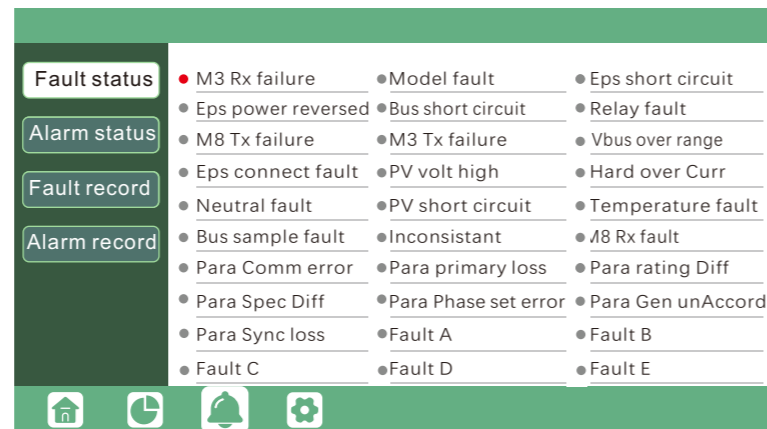 Fault status
Alarm status
Fault record
Alarm record
M3 Rx failure Model fault Eps short circuit
Eps power reversed Bus short circuit Relay fault
M8 Tx failure M3 Tx failure Vbus over range
Eps connect fault PV volt high Hard over Curr
Neutral fault PV short circuit Temperature fault
Bus sample fault Inconsistant Rx fault
Para Comm error Para primary loss Para rating Diff
Para Spec Diff Para Phase set error Para Gen unAccord
Para Sync loss Fault A Fault B
Fault C Fault D Fault E